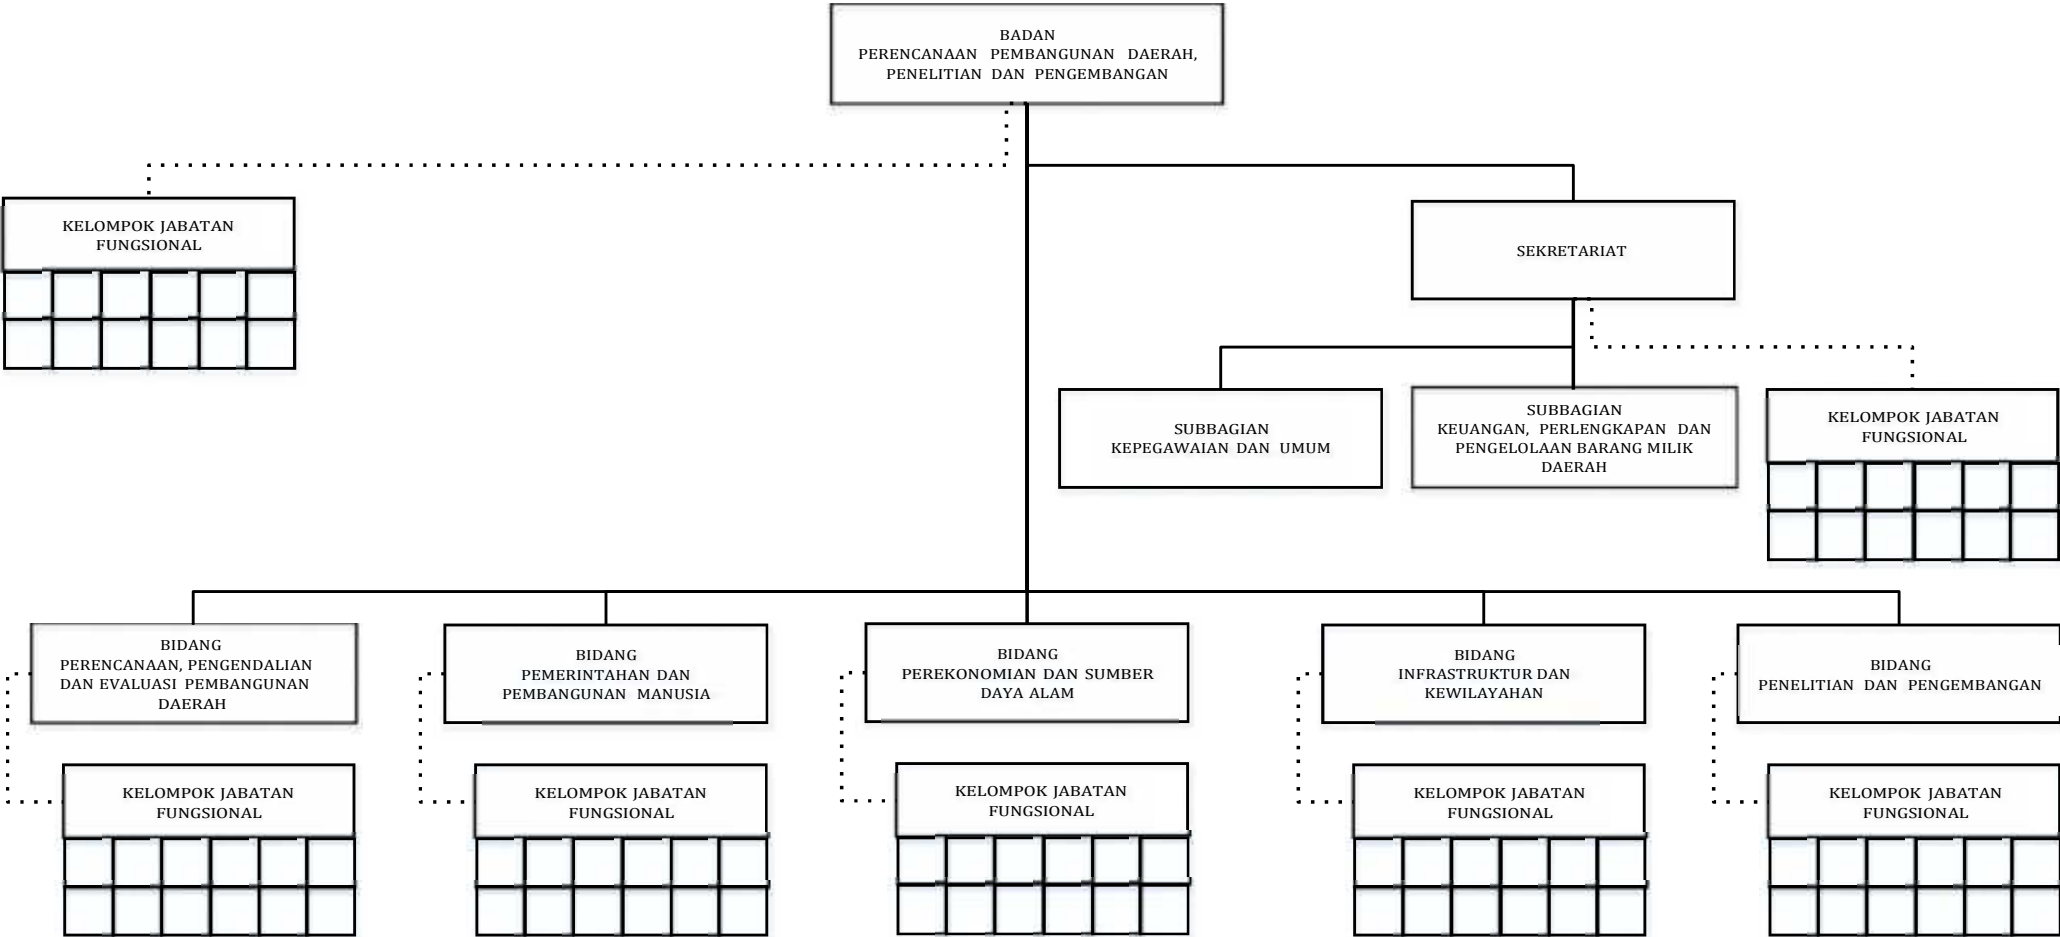 BADAN
PERENCANAAN PEMBANGUNAN DAERAH,
PENELITIAN DAN PENGEMBANGAN
KELOMPOK JABATAN
FUNGSIONAL
SEKRETARIAT
SUBBAGIAN
KEPEGAWAIAN DAN UMUM
SUBBAGIAN
KEUANGAN, PERLENGKAPAN DAN
PENGELOLAAN BARANG MILIK
DAERAH
KELOMPOK JABATAN
FUNGSIONAL
BIDANG
PERENCANAAN, PENGENDALIAN
DAN EVALUASI PEMBANGUNAN
DAERAH
BIDANG
PEMERINTAHAN DAN
PEMBANGUNAN MANUSIA
BIDANG
PEREKONOMIAN DAN SUMBER
DAYA ALAM
BIDANG
INFRASTRUKTUR DAN
KEWILAYAHAN
BIDANG
PENELITIAN DAN PENGEMBANGAN
KELOMPOK JABATAN
FUNGSIONAL
KELOMPOK JABATAN
FUNGSIONAL
KELOMPOK JABATAN
FUNGSIONAL
KELOMPOK JABATAN
FUNGSIONAL
KELOMPOK JABATAN
FUNGSIONAL